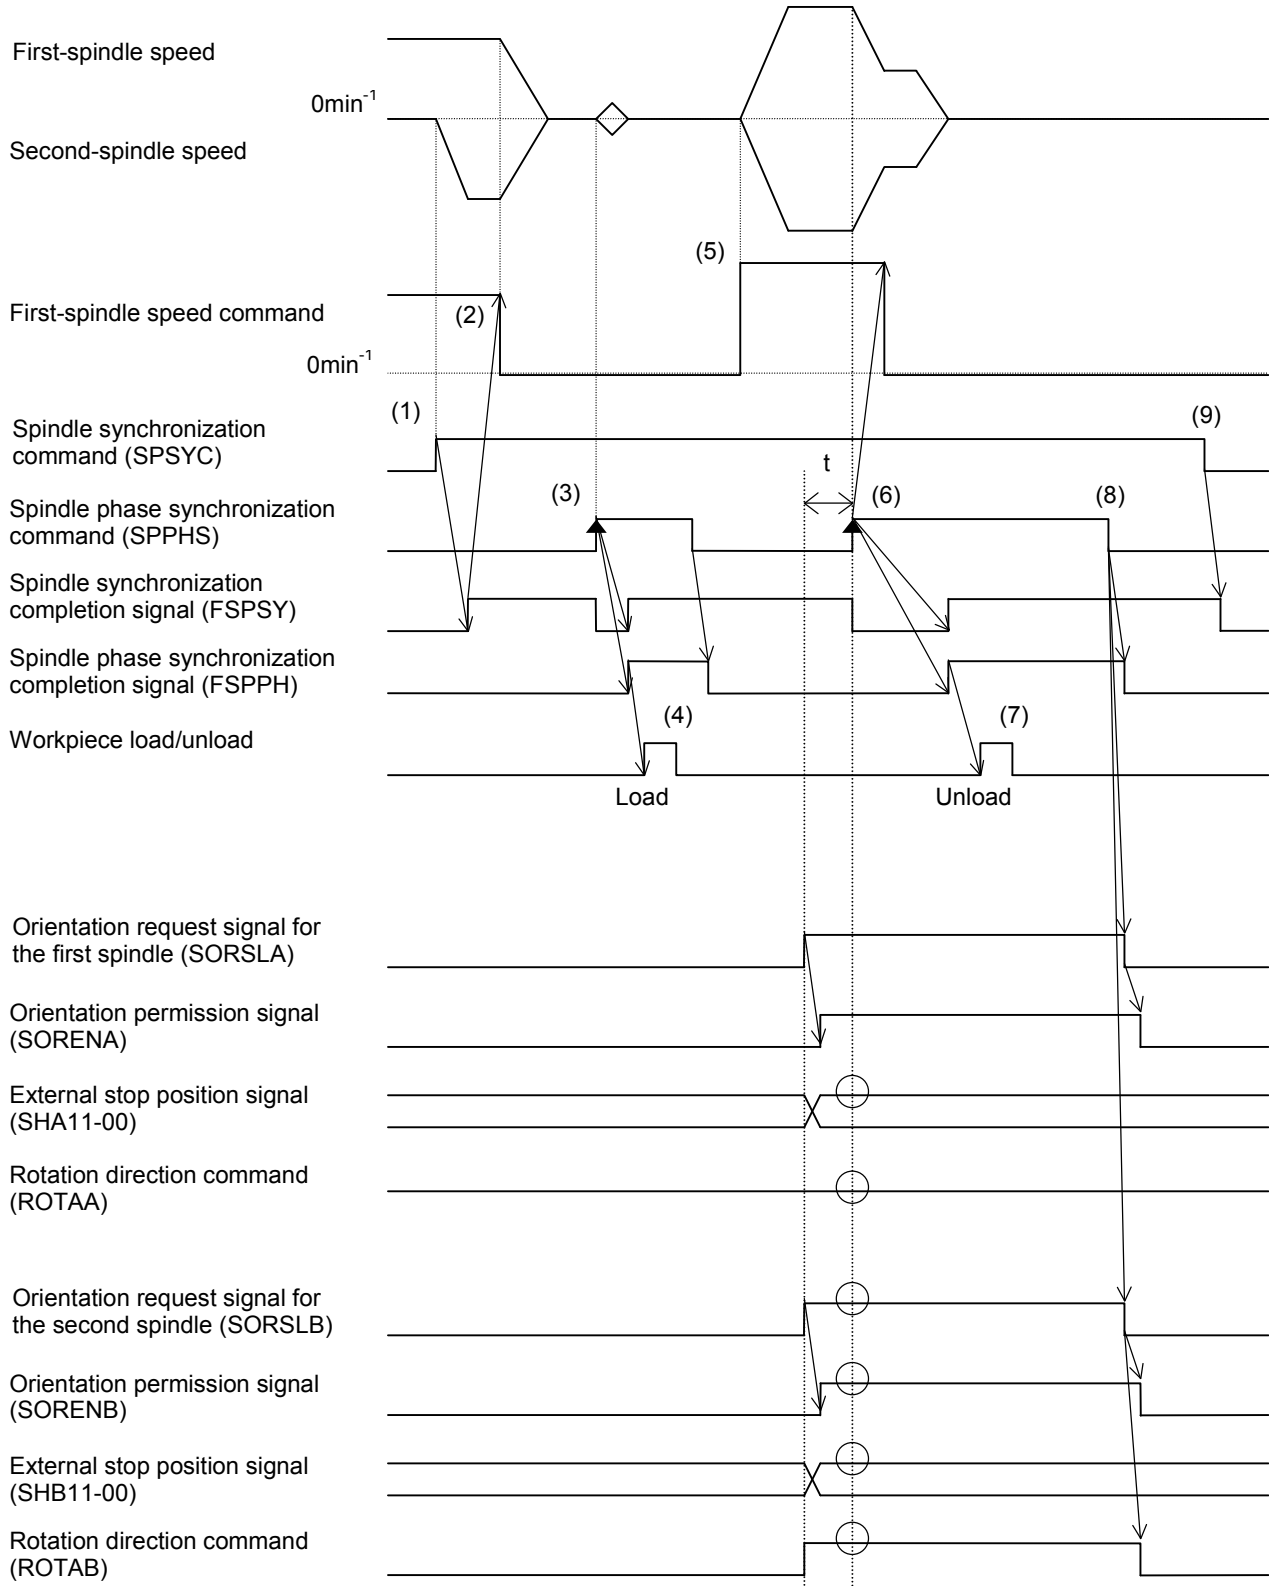 First-spindle speed
0min-1
Second-spindle speed
(5)
First-spindle speed command
(2)
0min-1
(1)
(9)
Spindle synchronization
command (SPSYC)
t
(3)
(6)
(8)
Spindle phase synchronization
command (SPPHS)
Spindle synchronization
completion signal (FSPSY)
Spindle phase synchronization
completion signal (FSPPH)
(4)
(7)
Workpiece load/unload
Load
Unload
Orientation request signal for
the first spindle (SORSLA)
Orientation permission signal
(SORENA)
External stop position signal
(SHA11-00)
Rotation direction command
(ROTAA)
Orientation request signal for
the second spindle (SORSLB)
Orientation permission signal
(SORENB)
External stop position signal
(SHB11-00)
Rotation direction command
(ROTAB)